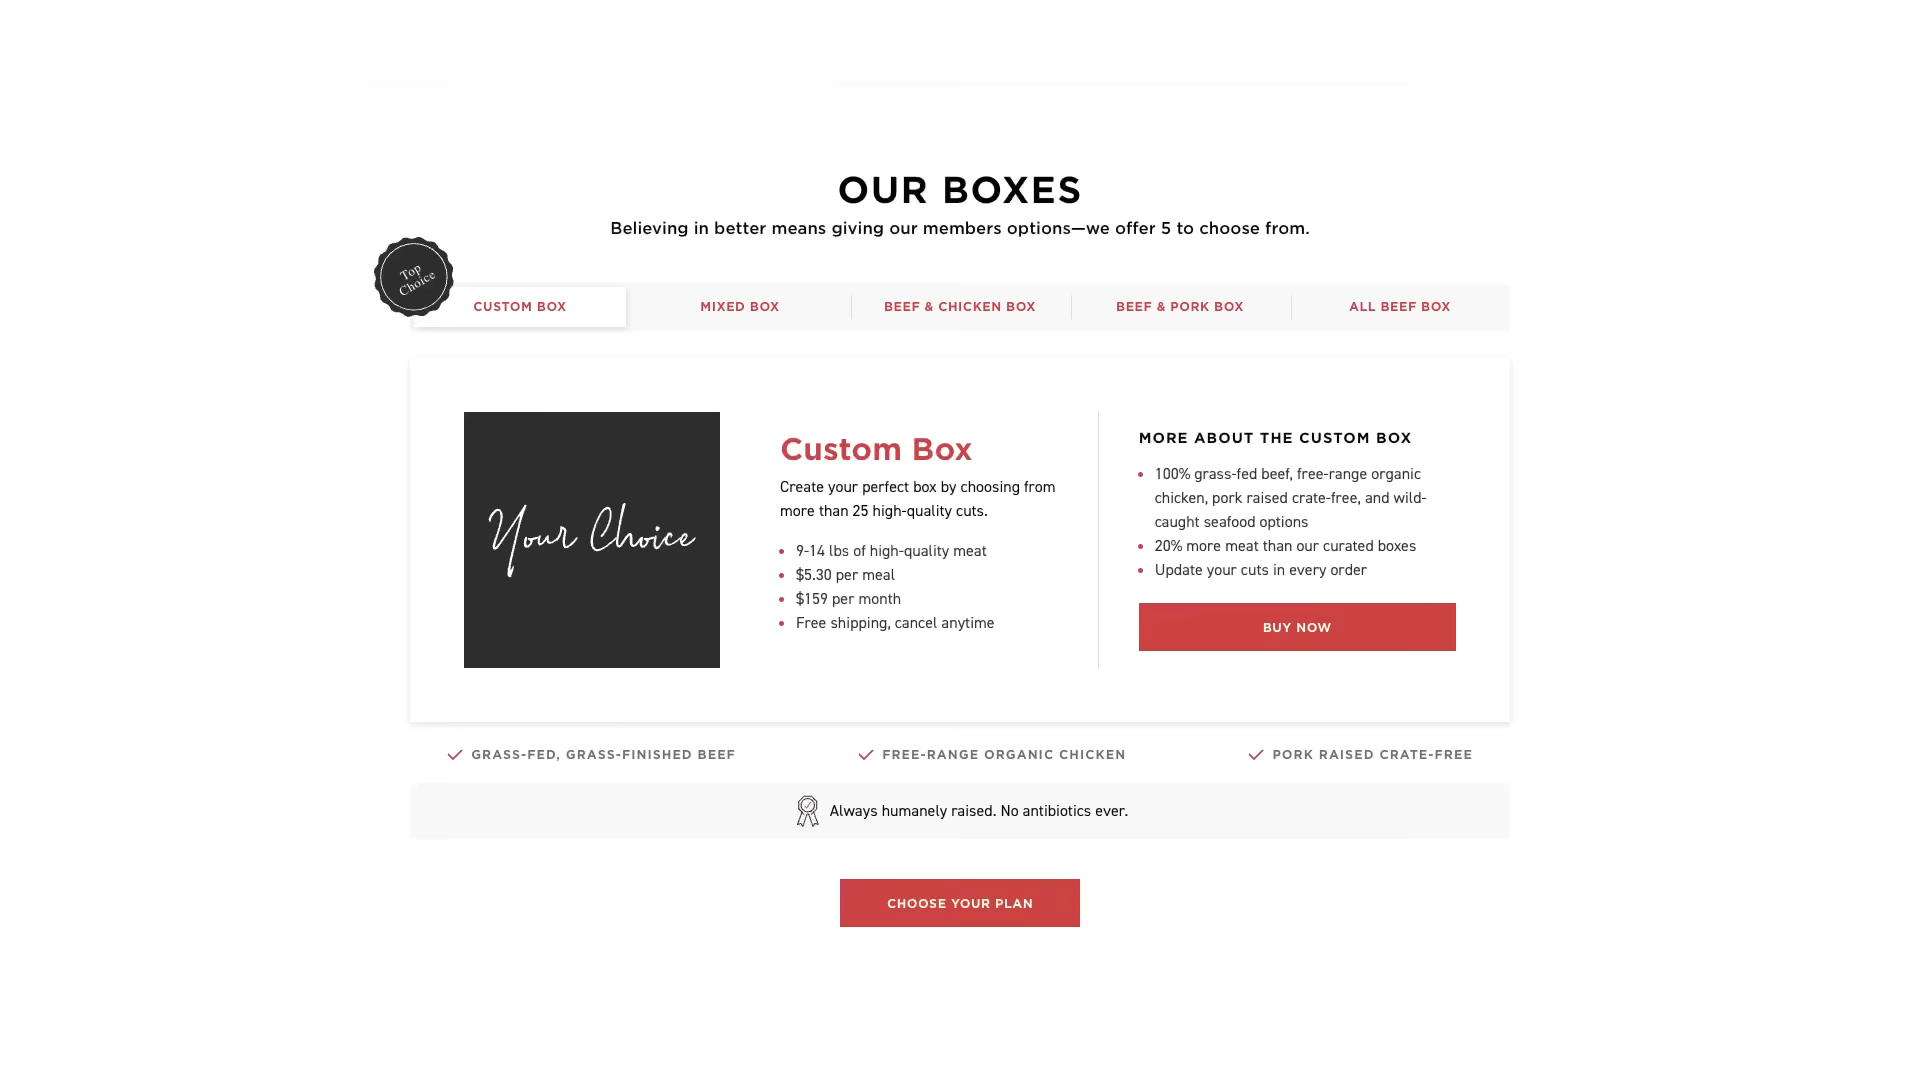 OUR BOXES
Believing in better means giving our members options—we offer 5 to choose from.
Top
Choice
CUSTOM BOX
MIXED BOX
BEEF & CHICKEN BOX
BEEF & PORK BOX
ALL BEEF BOX
Your Choice
Custom Box
Create your perfect box by choosing from
more than 25 high-quality cuts.
9-14 lbs of high-quality meat
$5.30 per meal
$159 per month
Free shipping, cancel anytime
MORE ABOUT THE CUSTOM BOX
100% grass-fed beef, free-range organic
chicken, pork raised crate-free, and wild-
caught seafood options
20% more meat than our curated boxes
Update your cuts in every order
BUY NOW
GRASS-FED, GRASS-FINISHED BEEF
FREE-RANGE ORGANIC CHICKEN
PORK RAISED CRATE-FREE
Always humanely raised. No antibiotics ever.
CHOOSE YOUR PLAN